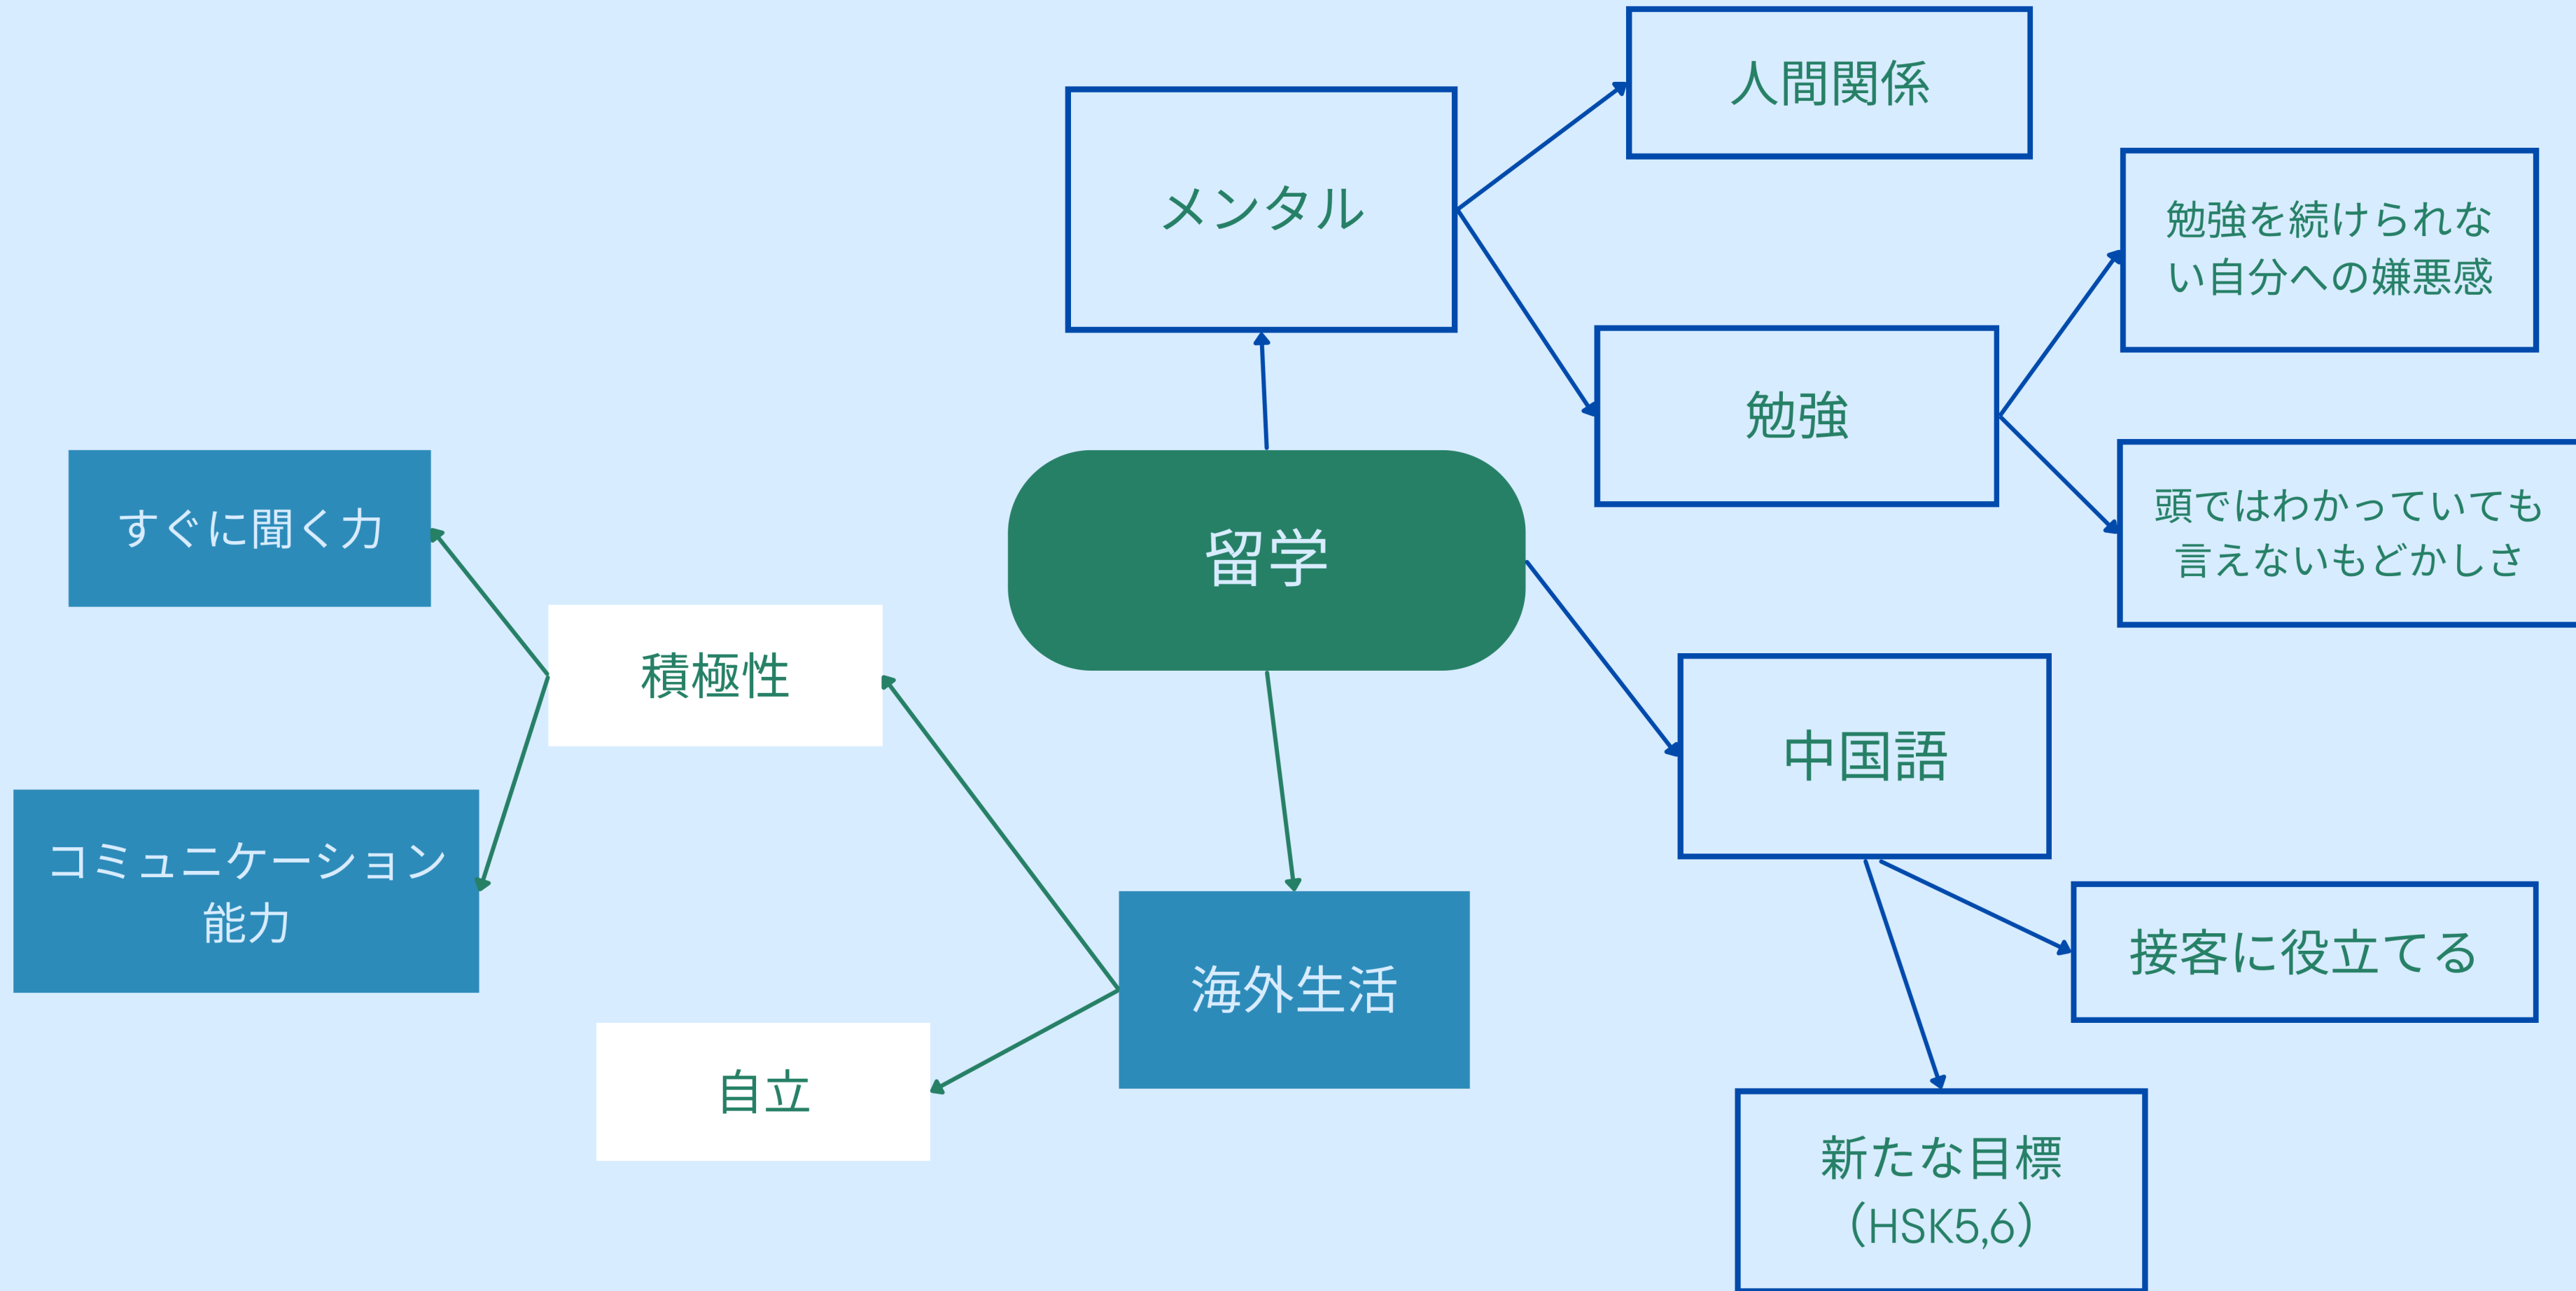 人間関係
メンタル
勉強を続けられな
い自分への嫌悪感
勉強
頭ではわかっていても
言えないもどかしさ
すぐに聞く力
留学
積極性
中国語
コミュニケーション
能力
接客に役立てる
海外生活
自立
新たな目標
（HSK5,6）